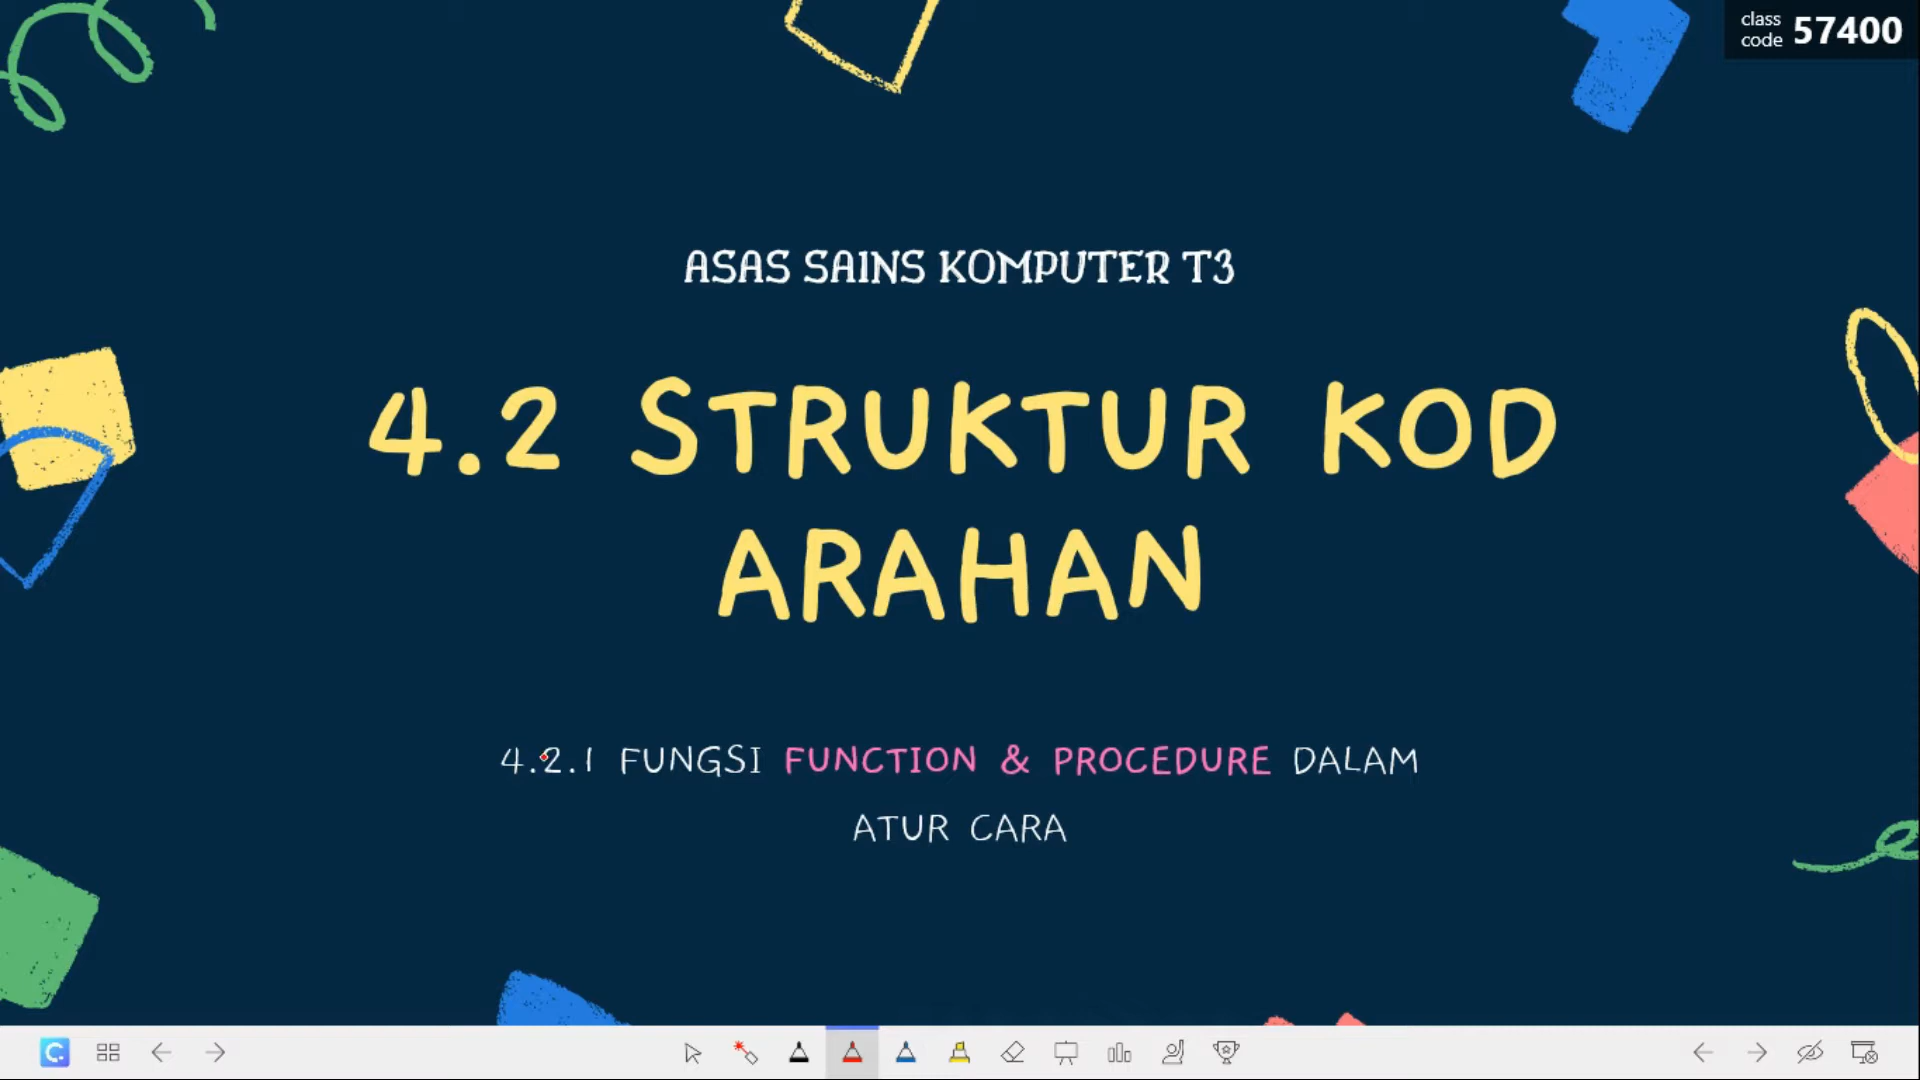 class
code 57400
ASAS SAINS KOMPUTER T3
4.2 STRUKTUR KOD
ARAHAN
4.2.1 FUNGSI FUNCTION & PROCEDURE DALAM
ATUR CARA